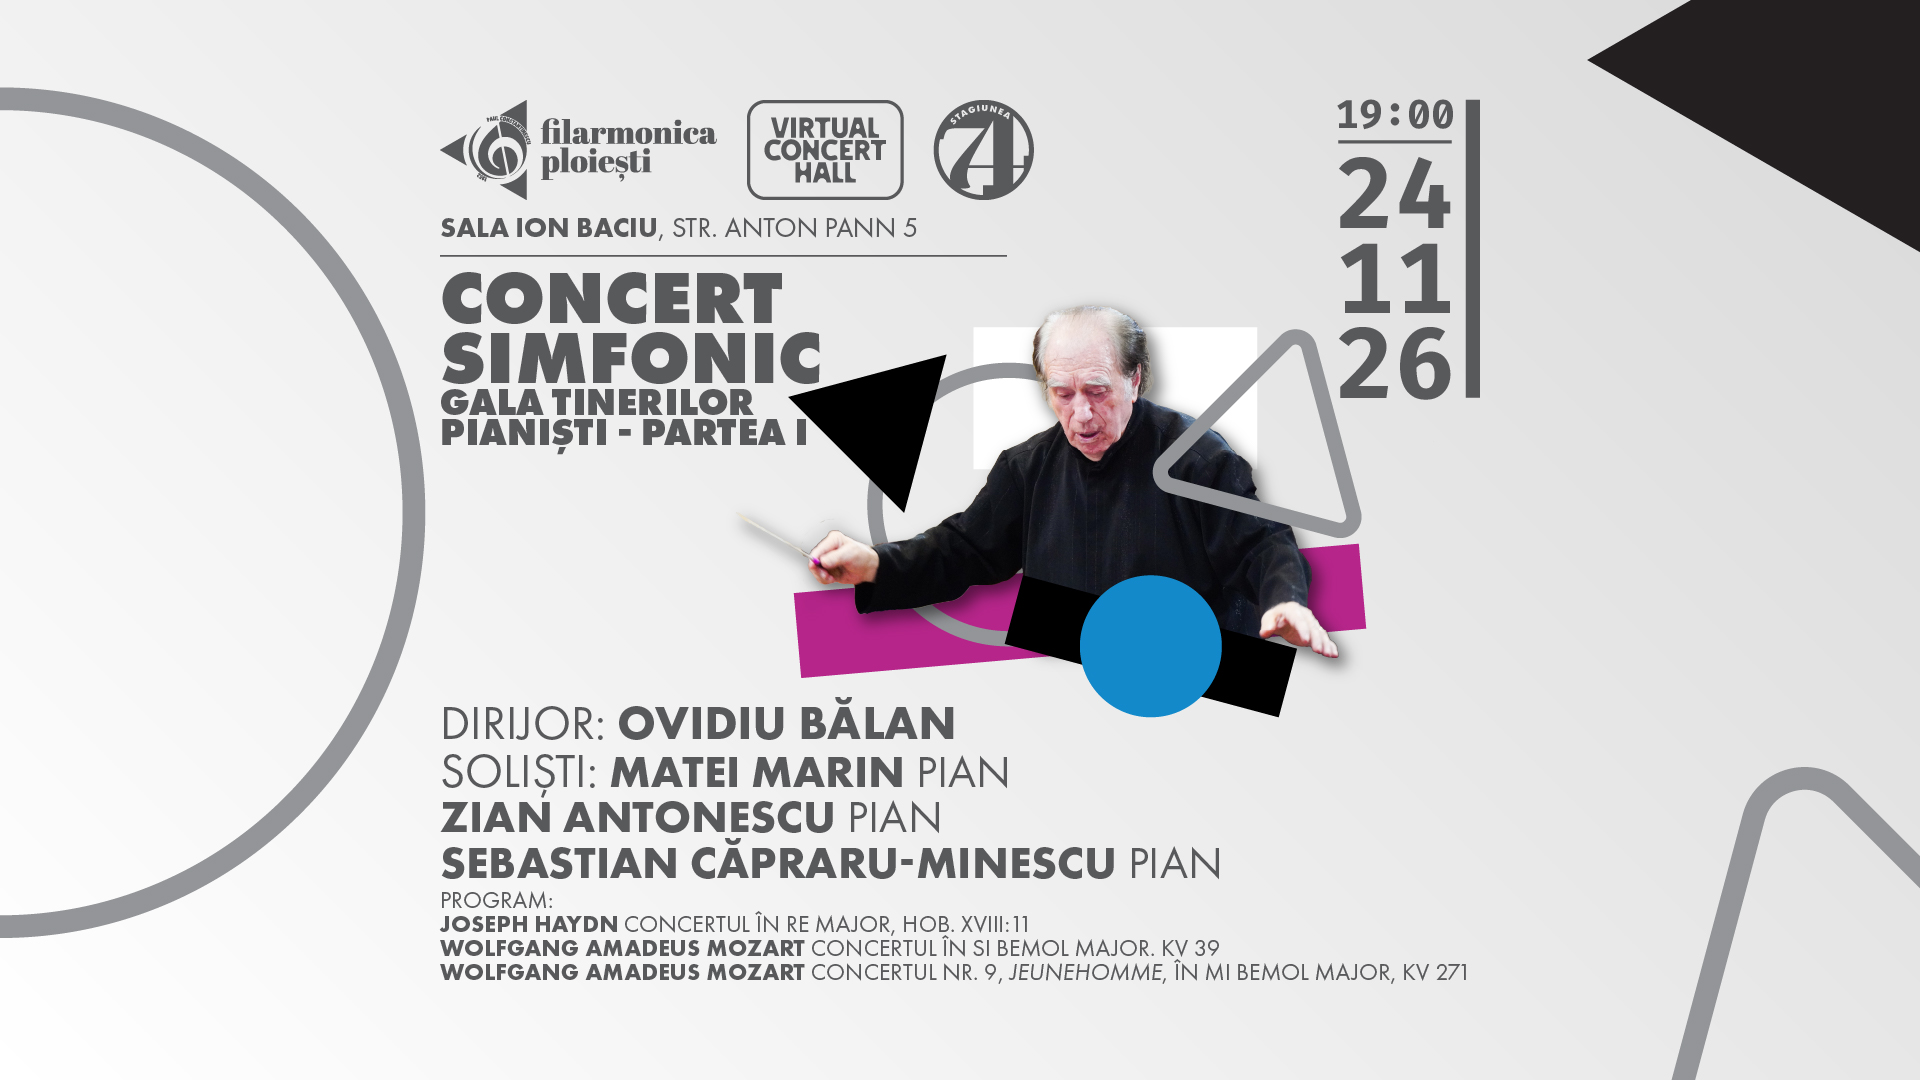 PAUL CONSTANTINESCU
filarmonica
ploiești
VIRTUAL
CONCERT
HALL
STAGIUNEA
74
19:00
24
11
26
SALA ION BACIU, STR. ANTON PANN 5
CONCERT
SIMFONIC
GALA TINERILOR
PIANIȘTI - PARTEA I
DIRIJOR: OVIDIU BĂLAN
SOLIȘTI: MATEI MARIN PIAN
ZIAN ANTONESCU PIAN
SEBASTIAN CĂPRARU-MINESCU PIAN
PROGRAM:
JOSEPH HAYDN CONCERTUL ÎN RE MAJOR, HOB. XVIII:11
WOLFGANG AMADEUS MOZART CONCERTUL ÎN SI BEMOL MAJOR. KV 39
WOLFGANG AMADEUS MOZART CONCERTUL NR. 9, JEUNEHOMME, ÎN MI BEMOL MAJOR, KV 271